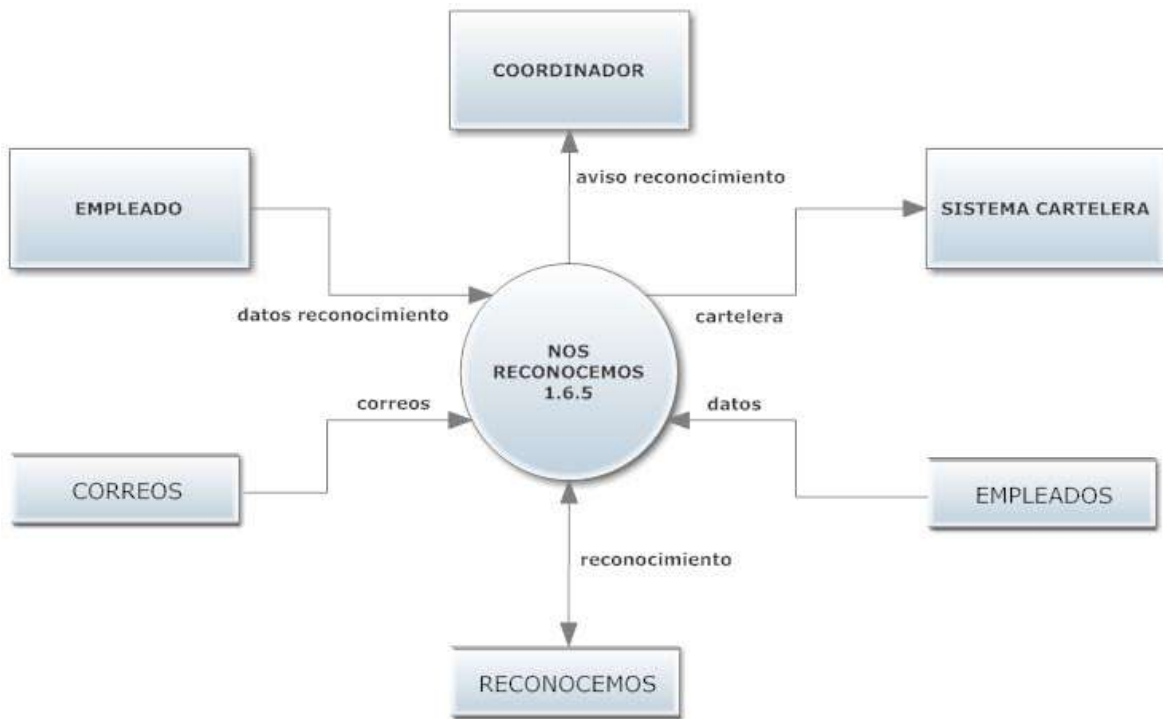 COORDINADOR
EMPLEADO
aviso reconocimiento
SISTEMA CARTELERA
datos reconocimiento
cartelera
NOS
RECONOCEMOS
1.6.5
correos
datos
CORREOS
EMPLEADOS
reconocimiento
RECONOCEMOS